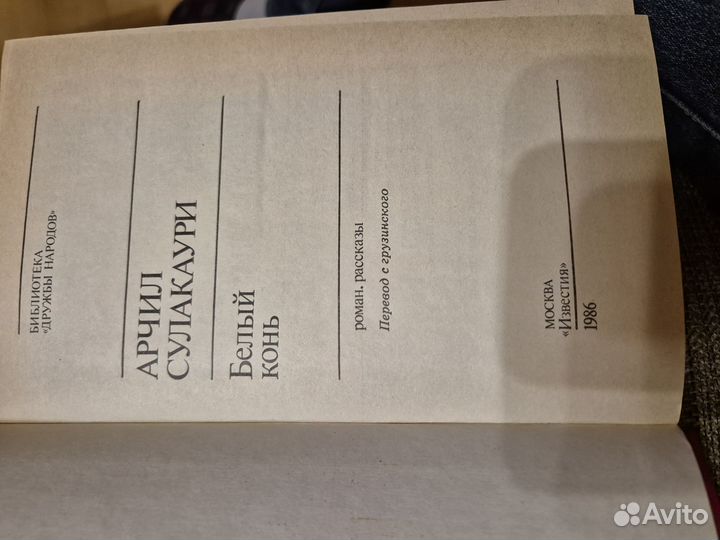 БИБЛИОТЕКА
«ДРУЖБЫ НАРОДОВ»
АРЧИЛ
СУЛАКАУРИ
Белый
конь
роман. рассказы
Перевод с грузинского
МОСКВА
«Известия»
1986
Avito